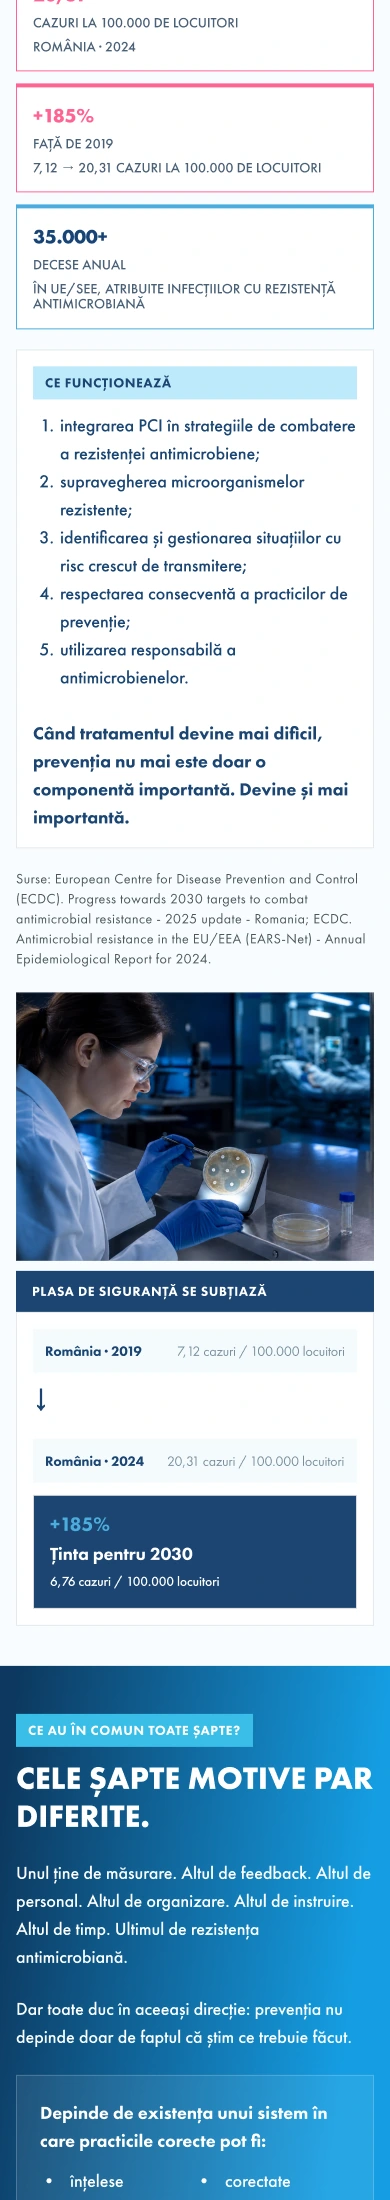 CAZURI LA 100.000 DE LOCUITORI
ROMÂNIA · 2024
+185%
FAȚĂ DE 2019
7,12 → 20,31 CAZURI LA 100.000 DE LOCUITORI
35.000+
DECESE ANUAL
ÎN UE/SEE, ATRIBUITE INFECȚIILOR CU REZISTENȚĂ
ANTIMICROBIANĂ
CE FUNCȚIONEAZĂ
1. integrarea PCI în strategiile de combatere
a rezistenței antimicrobiene;
2. supravegherea microorganismelor
rezistente;
3. identificarea și gestionarea situațiilor cu
risc crescut de transmitere;
4. respectarea consecventă a practicilor de
prevenție;
5. utilizarea responsabilă a
antimicrobienelor.
Când tratamentul devine mai dificil,
prevenția nu mai este doar o
componentă importantă. Devine și mai
importantă.
Surse: European Centre for Disease Prevention and Control
(ECDC). Progress towards 2030 targets to combat
antimicrobial resistance - 2025 update - Romania; ECDC.
Antimicrobial resistance in the EU/EEA (EARS-Net) - Annual
Epidemiological Report for 2024.
PLASA DE SIGURANȚĂ SE SUBȚIAZĂ
România · 2019 7,12 cazuri / 100.000 locuitori
↓
România · 2024 20,31 cazuri / 100.000 locuitori
+185%
Ținta pentru 2030
6,76 cazuri / 100.000 locuitori
CE AU ÎN COMUN TOATE ȘAPTE?
CELE ȘAPTE MOTIVE PAR
DIFERITE.
Unul ține de măsurare. Altul de feedback. Altul de
personal. Altul de organizare. Altul de instruire.
Altul de timp. Ultimul de rezistența
antimicrobiană.
Dar toate duc în aceeași direcție: prevenția nu
depinde doar de faptul că știm ce trebuie făcut.
Depinde de existența unui sistem în
care practicile corecte pot fi:
• înțelese • corectate